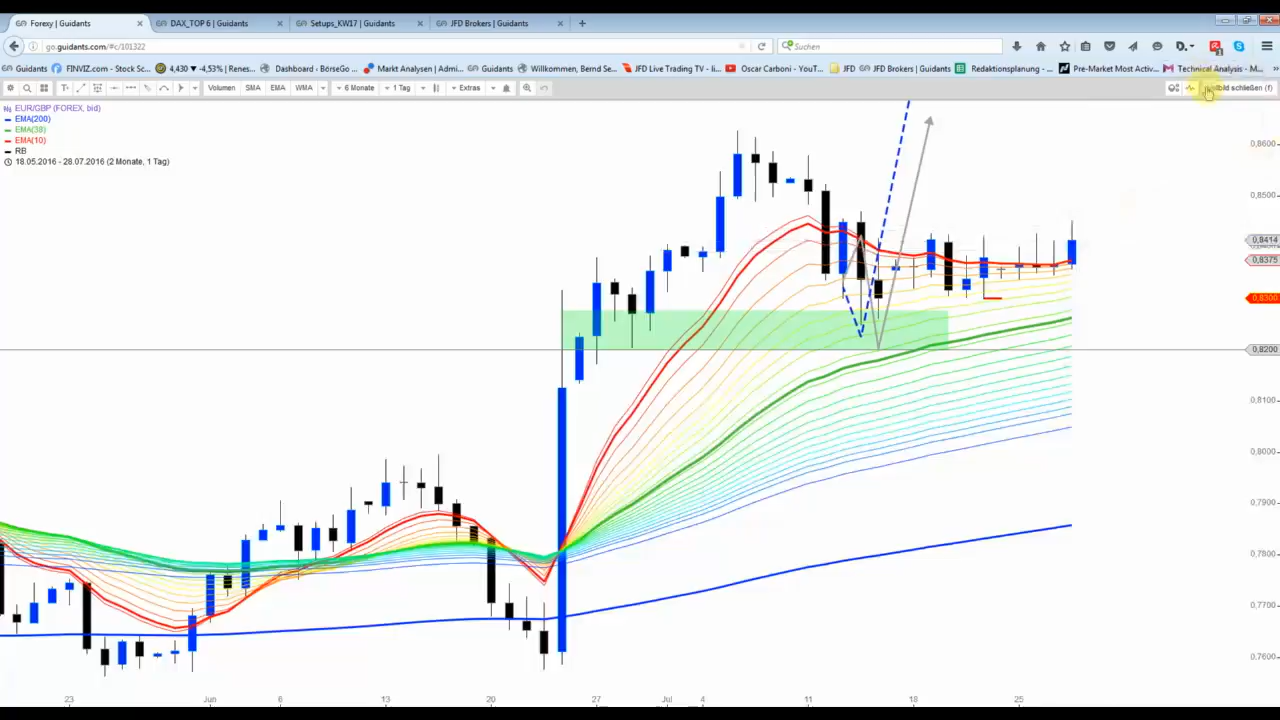 Forexy | Guidants × DAX_TOP 6 | Guidants × Setups_KW17 | Guidants × JFD Brokers | Guidants × +
go.guidants.com/#c/101322 Suchen
Guidants FINVIZ.com - Stock Sc... 4,430 -4,53% | Renes... Dashboard ‹ BörseGo ... Markt Analysen | Admi... Guidants Willkommen, Bernd Se... JFD Live Trading TV - li... Oscar Carboni - YouT... JFD JFD Brokers | Guidants Redaktionsplanung - ... Pre-Market Most Activ... Technical Analysis - M...
Volumen SMA EMA WMA 6 Monate 1 Tag Extras schließen (f)
EUR/GBP (FOREX, bid)
EMA(200)
EMA(38)
EMA(10)
RB
18.05.2016 - 28.07.2016 (2 Monate, 1 Tag)
0,8600
0,8500
0,8414
0,8375
0,8300
0,8200
0,8100
0,8000
0,7900
0,7800
0,7700
0,7600
23 Jun 6 13 20 27 Jul 4 11 18 25